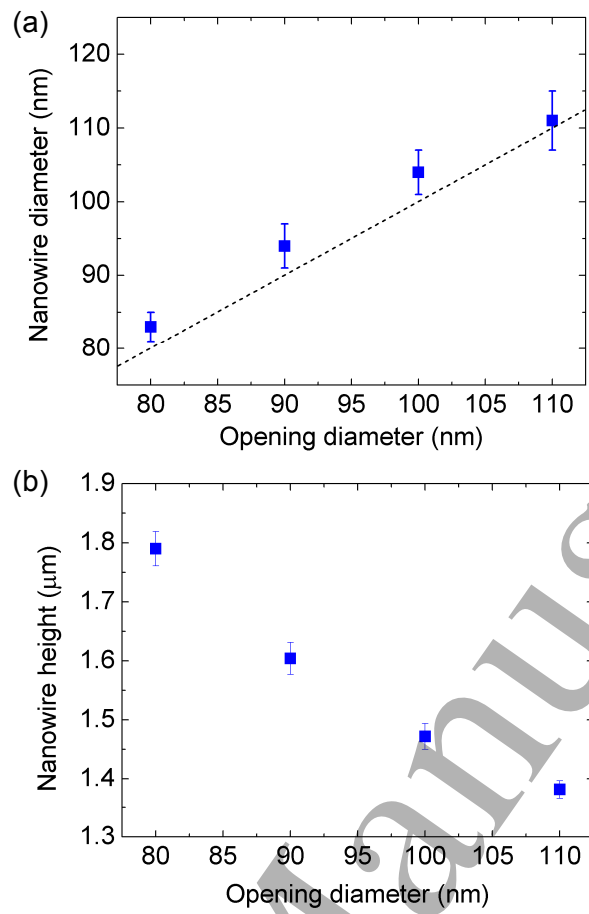 (a)
120
110
100
90
80
Nanowire diameter (nm)
80 85 90 95 100 105 110
Opening diameter (nm)
(b)
1.9
1.8
1.7
1.6
1.5
1.4
1.3
Nanowire height (μm)
80 85 90 95 100 105 110
Opening diameter (nm)
Manus